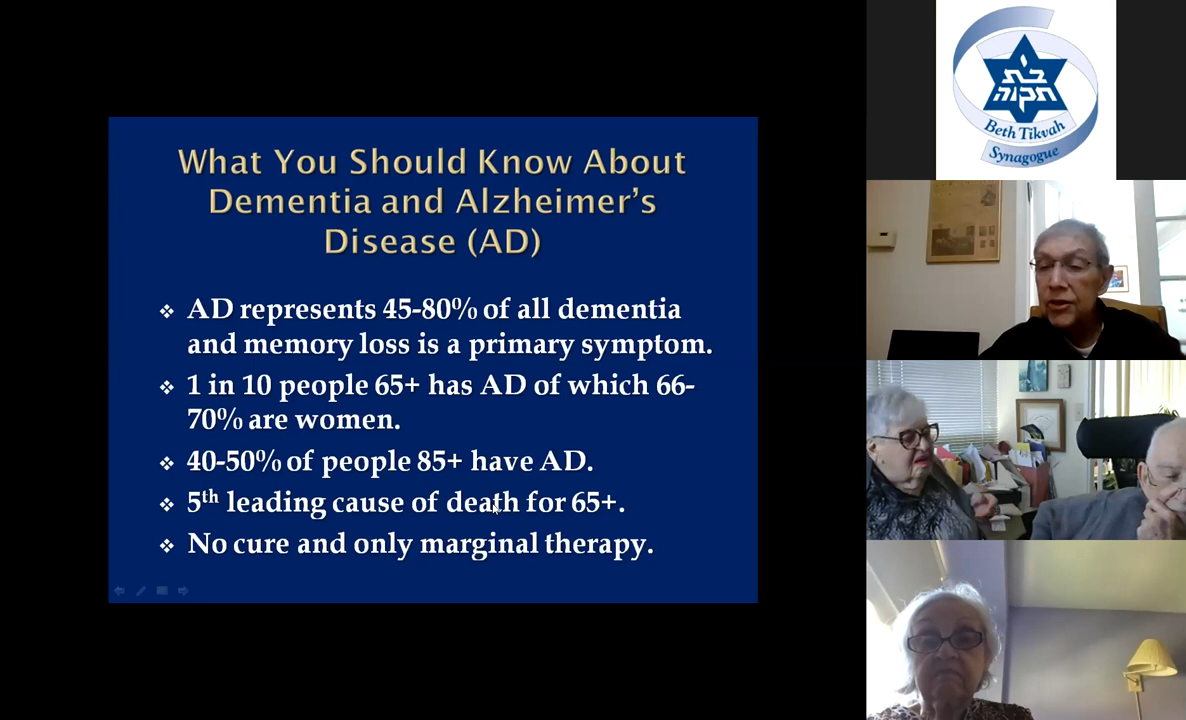 What You Should Know About
Dementia and Alzheimer’s
Disease (AD)
❖ AD represents 45-80% of all dementia
and memory loss is a primary symptom.
❖ 1 in 10 people 65+ has AD of which 66-
70% are women.
❖ 40-50% of people 85+ have AD.
❖ 5th leading cause of death for 65+.
❖ No cure and only marginal therapy.
בת
תקוה
Beth Tikvah
Synagogue